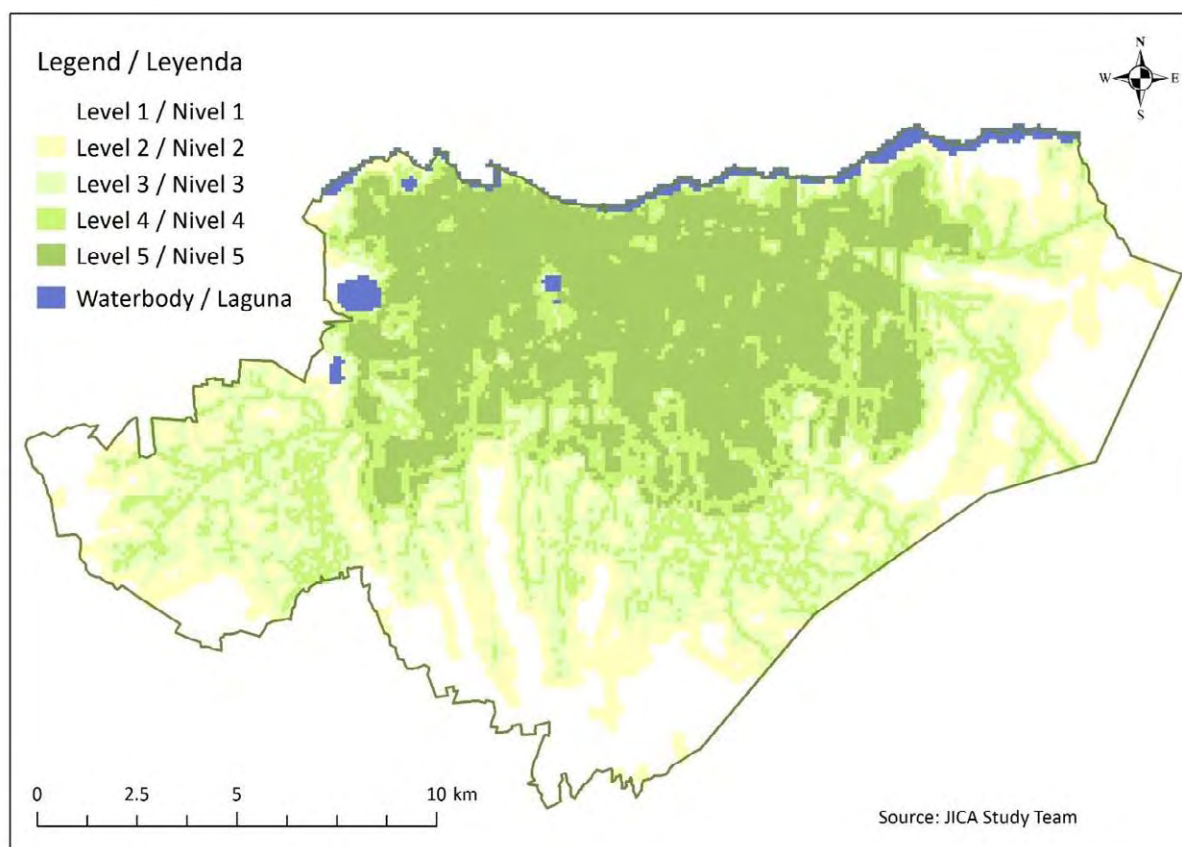 Legend / Leyenda
Level 1 / Nivel 1
Level 2 / Nivel 2
Level 3 / Nivel 3
Level 4 / Nivel 4
Level 5 / Nivel 5
Waterbody / Laguna
N
W E
S
0 2.5 5 10 km
Source: JICA Study Team